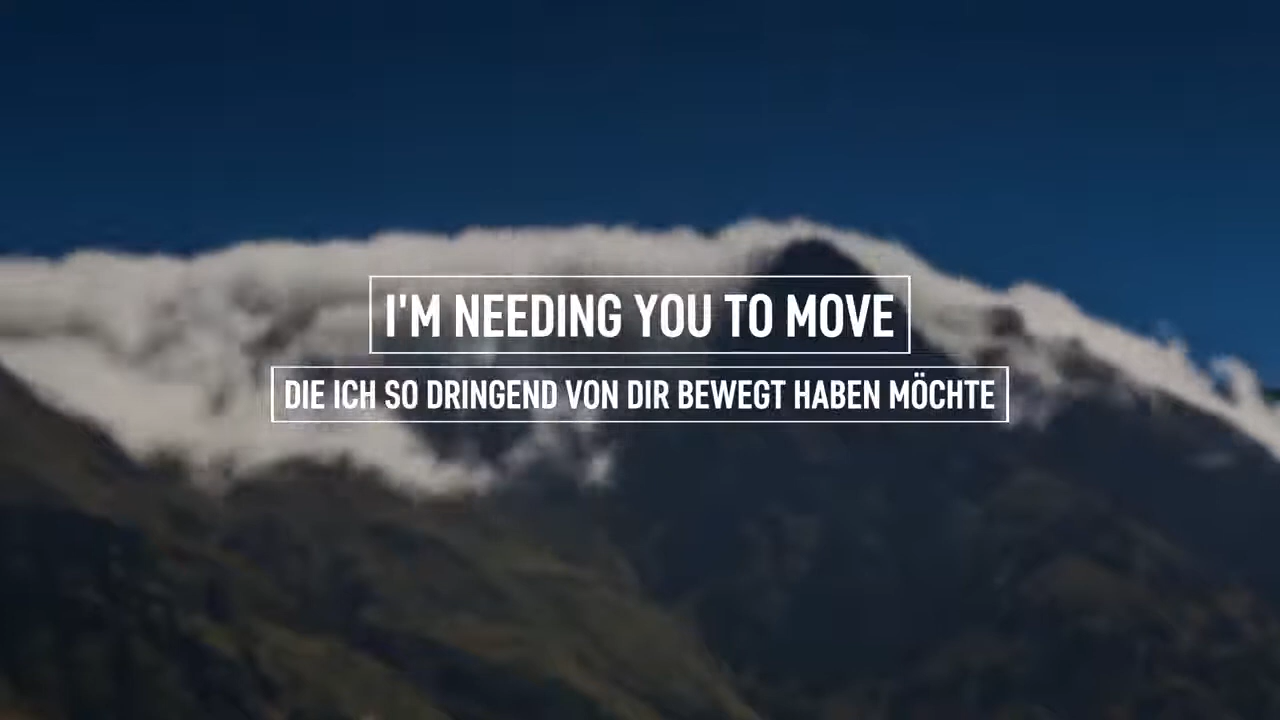 I'M NEEDING YOU TO MOVE
DIE ICH SO DRINGEND VON DIR BEWEGT HABEN MÖCHTE